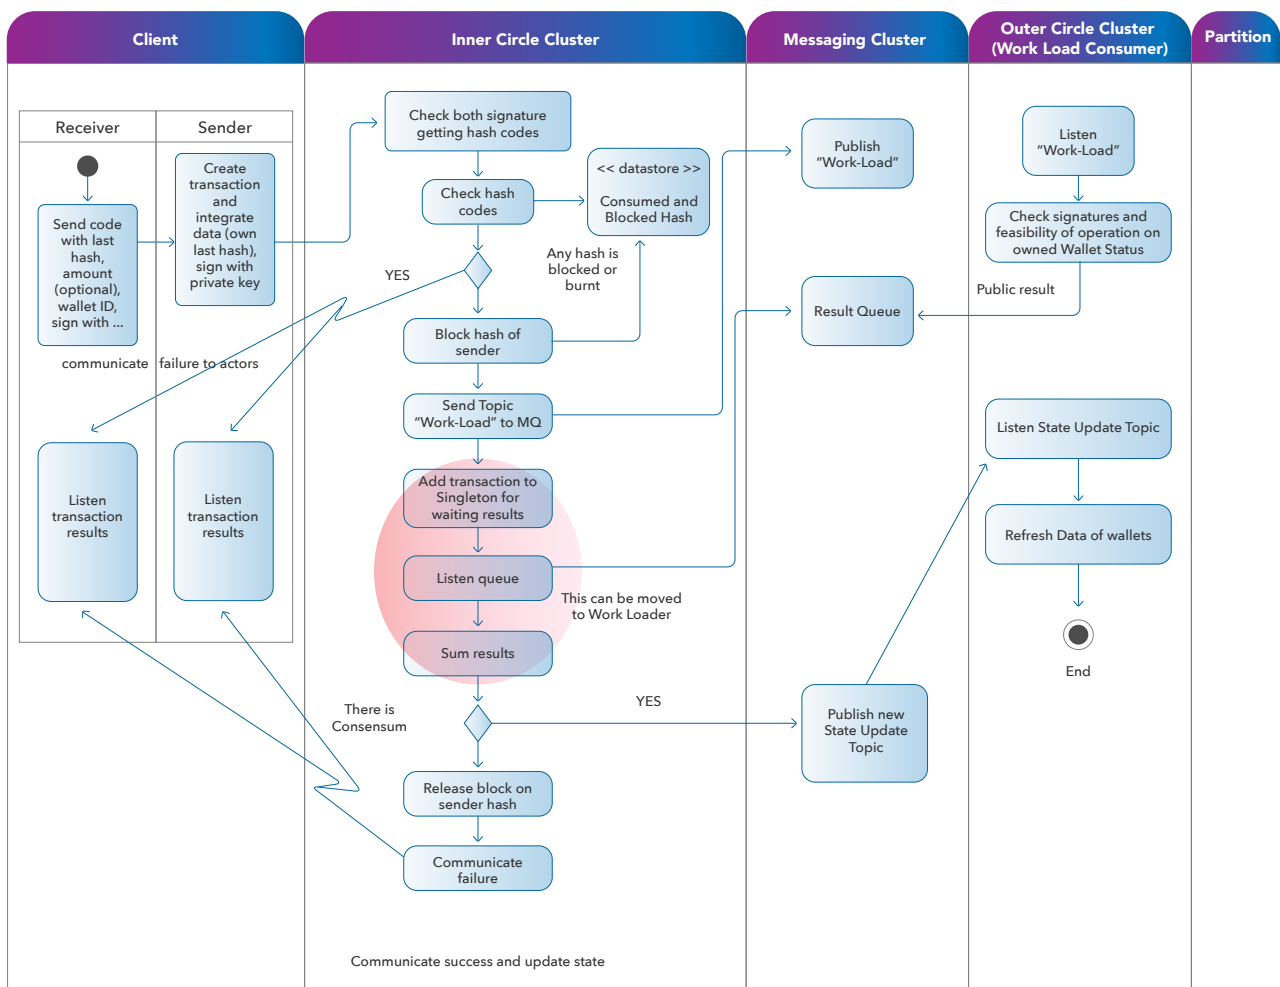 Client
Inner Circle Cluster
Messaging Cluster
Outer Circle Cluster
(Work Load Consumer)
Partition
Receiver
Sender
Send code
with last
hash,
amount
(optional),
wallet ID,
sign with ...
Create
transaction
and
integrate
data (own
last hash),
sign with
private key
communicate failure to actors
Listen
transaction
results
Listen
transaction
results
Check both signature
getting hash codes
Check hash
codes
<< datastore >>
Consumed and
Blocked Hash
YES
Any hash is
blocked or
burnt
Block hash of
sender
Send Topic
“Work-Load” to MQ
Add transaction to
Singleton for
waiting results
Listen queue
This can be moved
to Work Loader
Sum results
There is
Consensum
YES
Release block on
sender hash
Communicate
failure
Communicate success and update state
Publish
“Work-Load”
Result Queue
Publish new
State Update
Topic
Listen
“Work-Load”
Check signatures and
feasibility of operation on
owned Wallet Status
Public result
Listen State Update Topic
Refresh Data of wallets
End